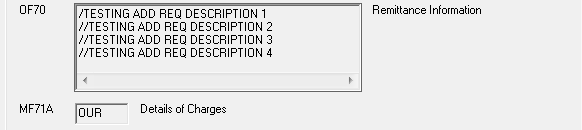 OF70 /TESTING ADD REQ DESCRIPTION 1 Remittance Information
//TESTING ADD REQ DESCRIPTION 2
//TESTING ADD REQ DESCRIPTION 3
//TESTING ADD REQ DESCRIPTION 4
MF71A OUR Details of Charges